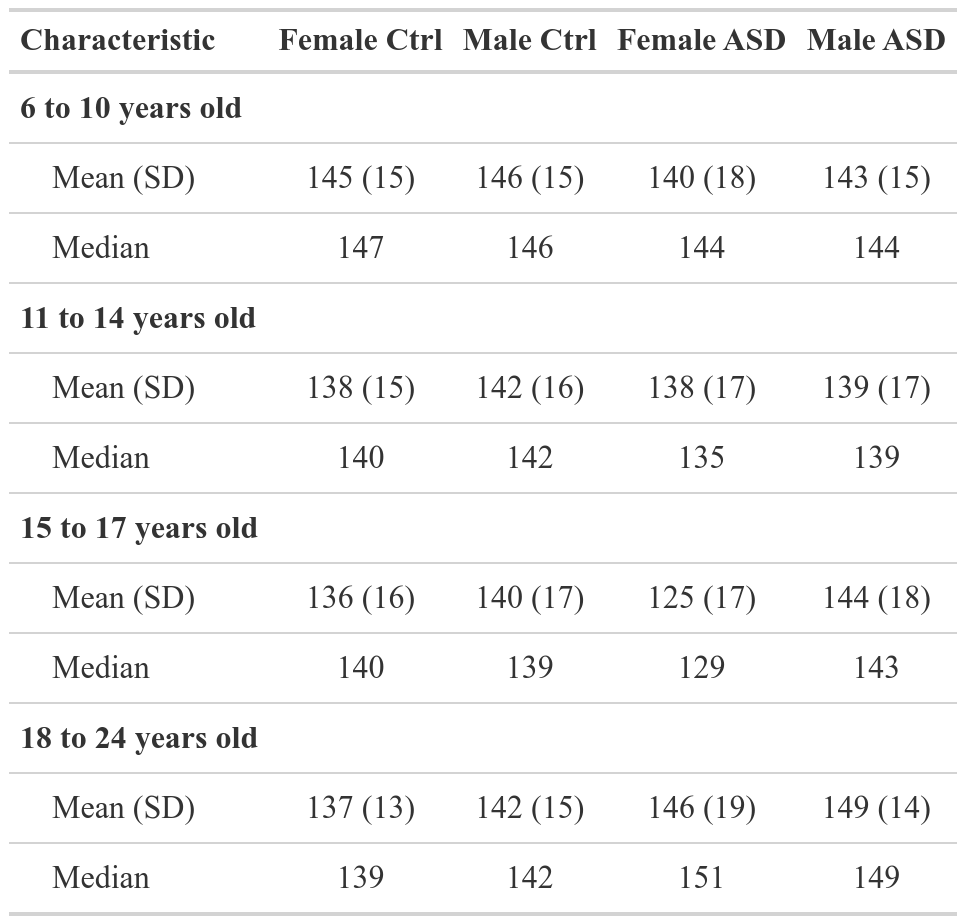 Characteristic Female Ctrl Male Ctrl Female ASD Male ASD
6 to 10 years old
Mean (SD) 145 (15) 146 (15) 140 (18) 143 (15)
Median 147 146 144 144
11 to 14 years old
Mean (SD) 138 (15) 142 (16) 138 (17) 139 (17)
Median 140 142 135 139
15 to 17 years old
Mean (SD) 136 (16) 140 (17) 125 (17) 144 (18)
Median 140 139 129 143
18 to 24 years old
Mean (SD) 137 (13) 142 (15) 146 (19) 149 (14)
Median 139 142 151 149